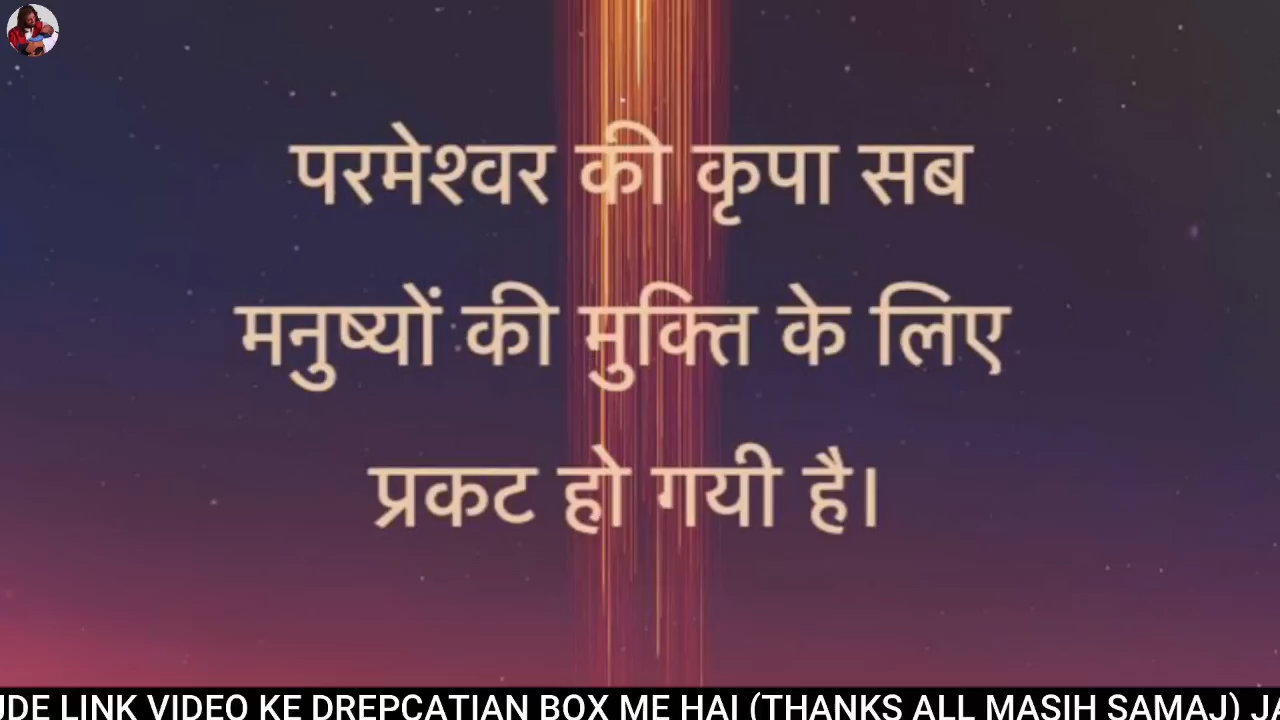 परमेश्वर की कृपा सब
मनुष्यों की मुक्ति के लिए
प्रकट हो गयी है।
LINK VIDEO KE DREPCATIAN BOX ME HAI (THANKS ALL MASIH SAMAJ)